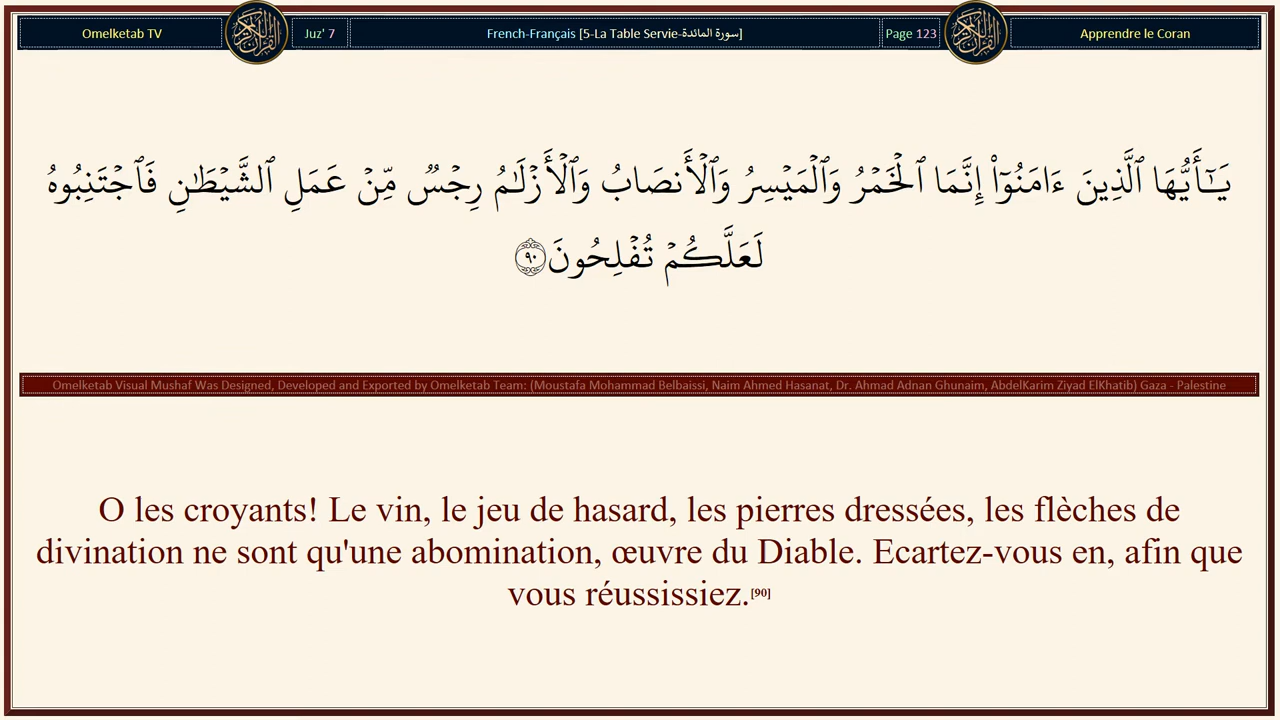 Omelketab TV
Juz' 7
French-Français [5-La Table Servie-سورة المائدة]
Page 123
Apprendre le Coran
يَـٰٓأَيُّهَا ٱلَّذِينَ ءَامَنُوٓا۟ إِنَّمَا ٱلْخَمْرُ وَٱلْمَيْسِرُ وَٱلْأَنصَابُ وَٱلْأَزْلَـٰمُ رِجْسٌ مِّنْ عَمَلِ ٱلشَّيْطَـٰنِ فَٱجْتَنِبُوهُ
لَعَلَّكُمْ تُفْلِحُونَ ٩٠
Omelketab Visual Mushaf Was Designed, Developed and Exported by Omelketab Team: (Moustafa Mohammad Belbaissi, Naim Ahmed Hasanat, Dr. Ahmad Adnan Ghunaim, AbdelKarim Ziyad ElKhatib) Gaza - Palestine
O les croyants! Le vin, le jeu de hasard, les pierres dressées, les flèches de
divination ne sont qu'une abomination, œuvre du Diable. Ecartez-vous en, afin que
vous réussissiez.[90]